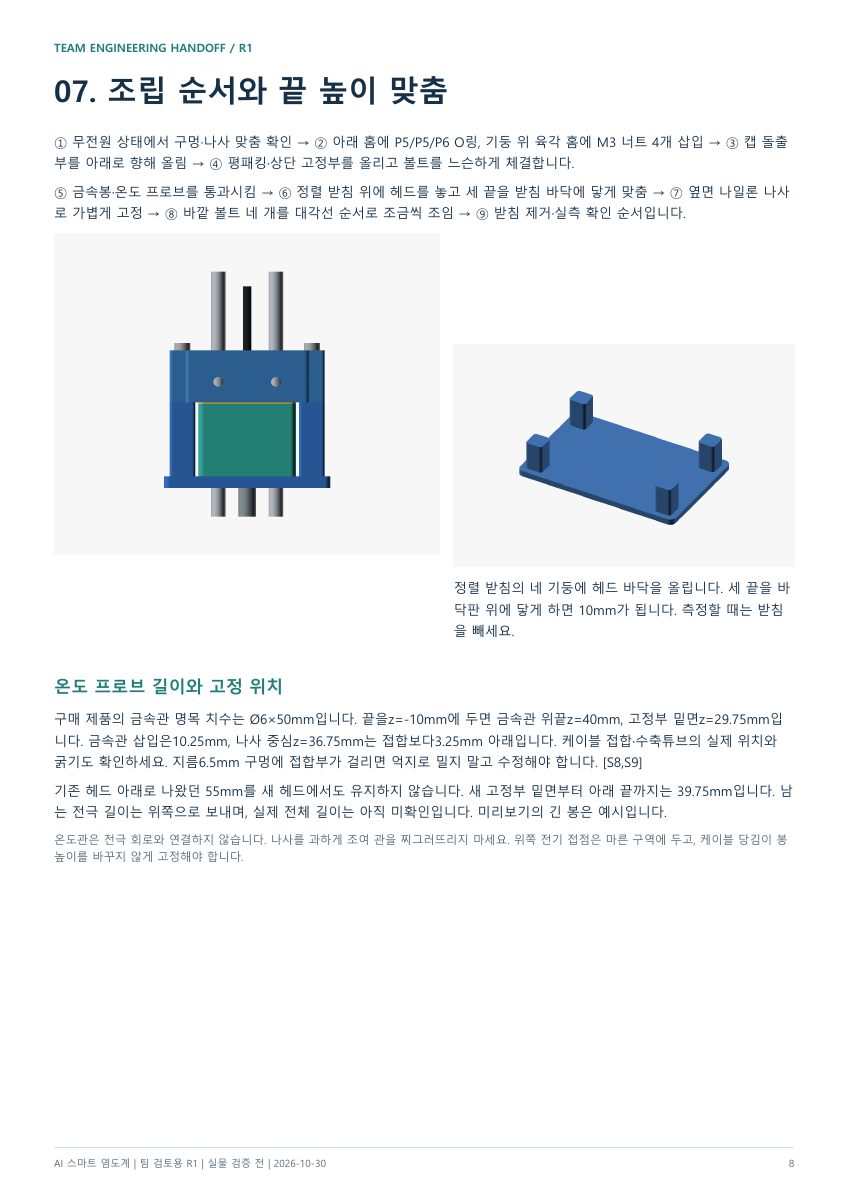 TEAM ENGINEERING HANDOFF / R1
07. 조립 순서와 끝 높이 맞춤
① 무전원 상태에서 구멍·나사 맞춤 확인 → ② 아래 홈에 P5/P5/P6 O링, 기둥 위 육각 홈에 M3 너트 4개 삽입 → ③ 캡 돌출
부를 아래로 향해 올림 → ④ 평패킹·상단 고정부를 올리고 볼트를 느슨하게 체결합니다.
⑤ 금속봉·온도 프로브를 통과시킴 → ⑥ 정렬 받침 위에 헤드를 놓고 세 끝을 받침 바닥에 닿게 맞춤 → ⑦ 옆면 나일론 나사
로 가볍게 고정 → ⑧ 바깥 볼트 네 개를 대각선 순서로 조금씩 조임 → ⑨ 받침 제거·실측 확인 순서입니다.
정렬 받침의 네 기둥에 헤드 바닥을 올립니다. 세 끝을 바
닥판 위에 닿게 하면 10mm가 됩니다. 측정할 때는 받침
을 빼세요.
온도 프로브 길이와 고정 위치
구매 제품의 금속관 명목 치수는 Ø6×50mm입니다. 끝을z=-10mm에 두면 금속관 위끝z=40mm, 고정부 밑면z=29.75mm입
니다. 금속관 삽입은10.25mm, 나사 중심z=36.75mm는 접합보다3.25mm 아래입니다. 케이블 접합·수축튜브의 실제 위치와
굵기도 확인하세요. 지름6.5mm 구멍에 접합부가 걸리면 억지로 밀지 말고 수정해야 합니다. [S8,S9]
기존 헤드 아래로 나왔던 55mm를 새 헤드에서도 유지하지 않습니다. 새 고정부 밑면부터 아래 끝까지는 39.75mm입니다. 남
는 전극 길이는 위쪽으로 보내며, 실제 전체 길이는 아직 미확인입니다. 미리보기의 긴 봉은 예시입니다.
온도관은 전극 회로와 연결하지 않습니다. 나사를 과하게 조여 관을 찌그러뜨리지 마세요. 위쪽 전기 접점은 마른 구역에 두고, 케이블 당김이 봉
높이를 바꾸지 않게 고정해야 합니다.
AI 스마트 염도계 | 팀 검토용 R1 | 실물 검증 전 | 2026-10-30
8